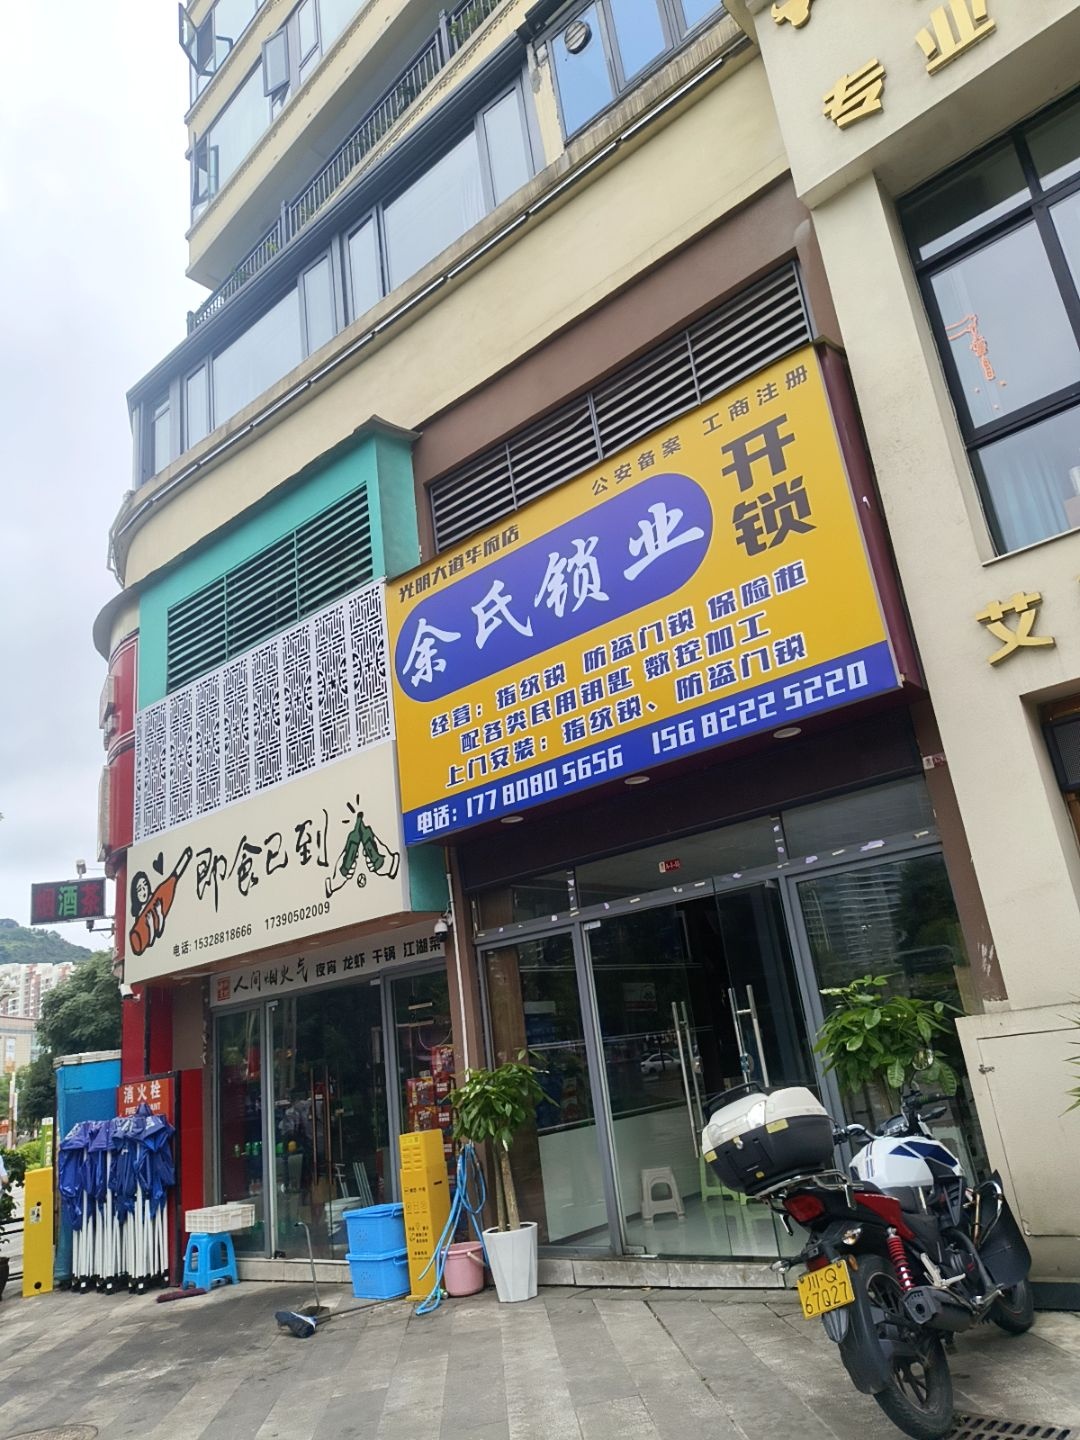 专业
公安备案 工商注册
光明大道华府店
余氏锁业
开锁
经营：指纹锁 防盗门锁 保险柜
配各类民用钥匙 数控加工
上门安装：指纹锁、防盗门锁
电话：177 8080 5656 156 8222 5220
艾
即食已到
电话：15328818666 17390502009
人间烟火气 夜宵 龙虾 干锅 江湖菜
烟酒茶
消火栓
川·Q
67Q27